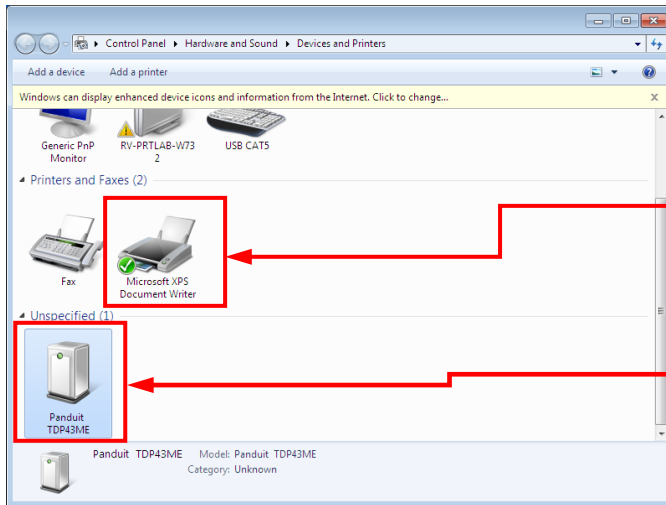 Control Panel ▸ Hardware and Sound ▸ Devices and Printers
Add a device Add a printer
Windows can display enhanced device icons and information from the Internet. Click to change...
Generic PnP
Monitor
RV-PRTLAB-W73
2
USB CAT5
Printers and Faxes (2)
Fax
Microsoft XPS
Document Writer
Unspecified (1)
Panduit
TDP43ME
Panduit TDP43ME Model: Panduit TDP43ME
Category: Unknown